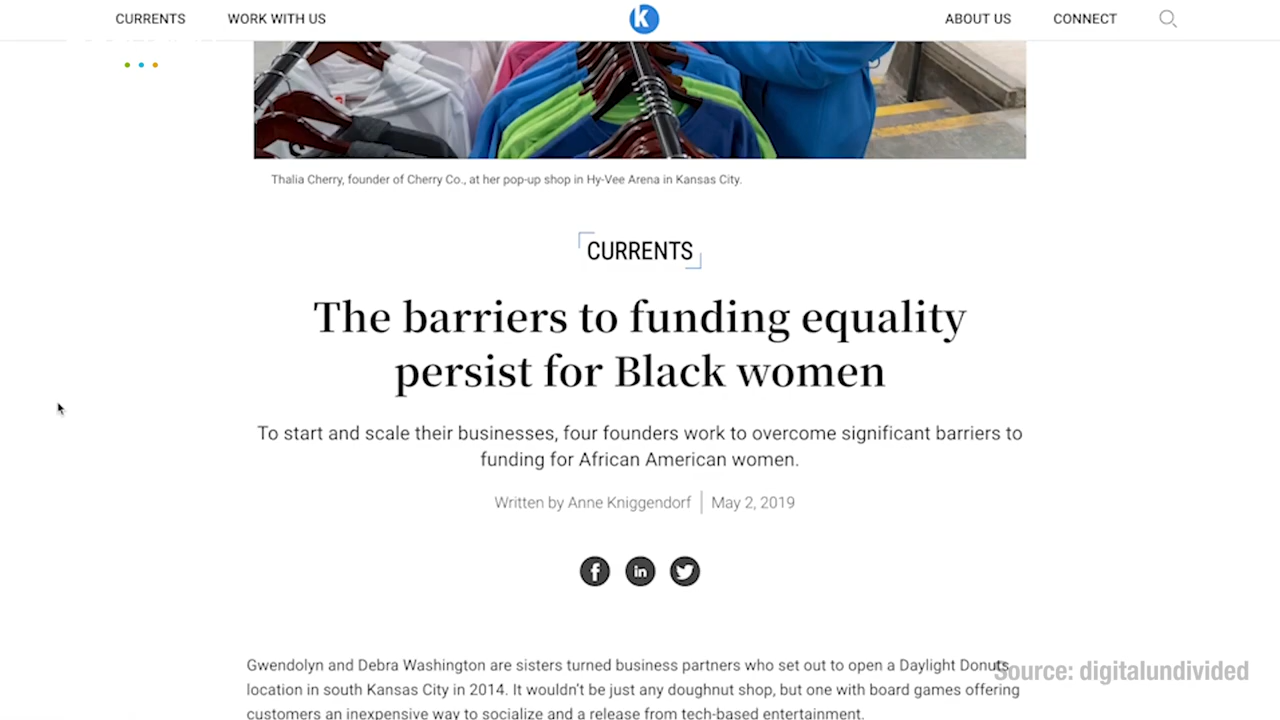 CURRENTS WORK WITH US K ABOUT US CONNECT
Thalia Cherry, founder of Cherry Co., at her pop-up shop in Hy-Vee Arena in Kansas City.
CURRENTS
The barriers to funding equality
persist for Black women
To start and scale their businesses, four founders work to overcome significant barriers to
funding for African American women.
Written by Anne Kniggendorf | May 2, 2019
f in
Gwendolyn and Debra Washington are sisters turned business partners who set out to open a Daylight Donuts
Source: digitalundivided
location in south Kansas City in 2014. It wouldn't be just any doughnut shop, but one with board games offering
customers an inexpensive way to socialize and a release from tech-based entertainment.